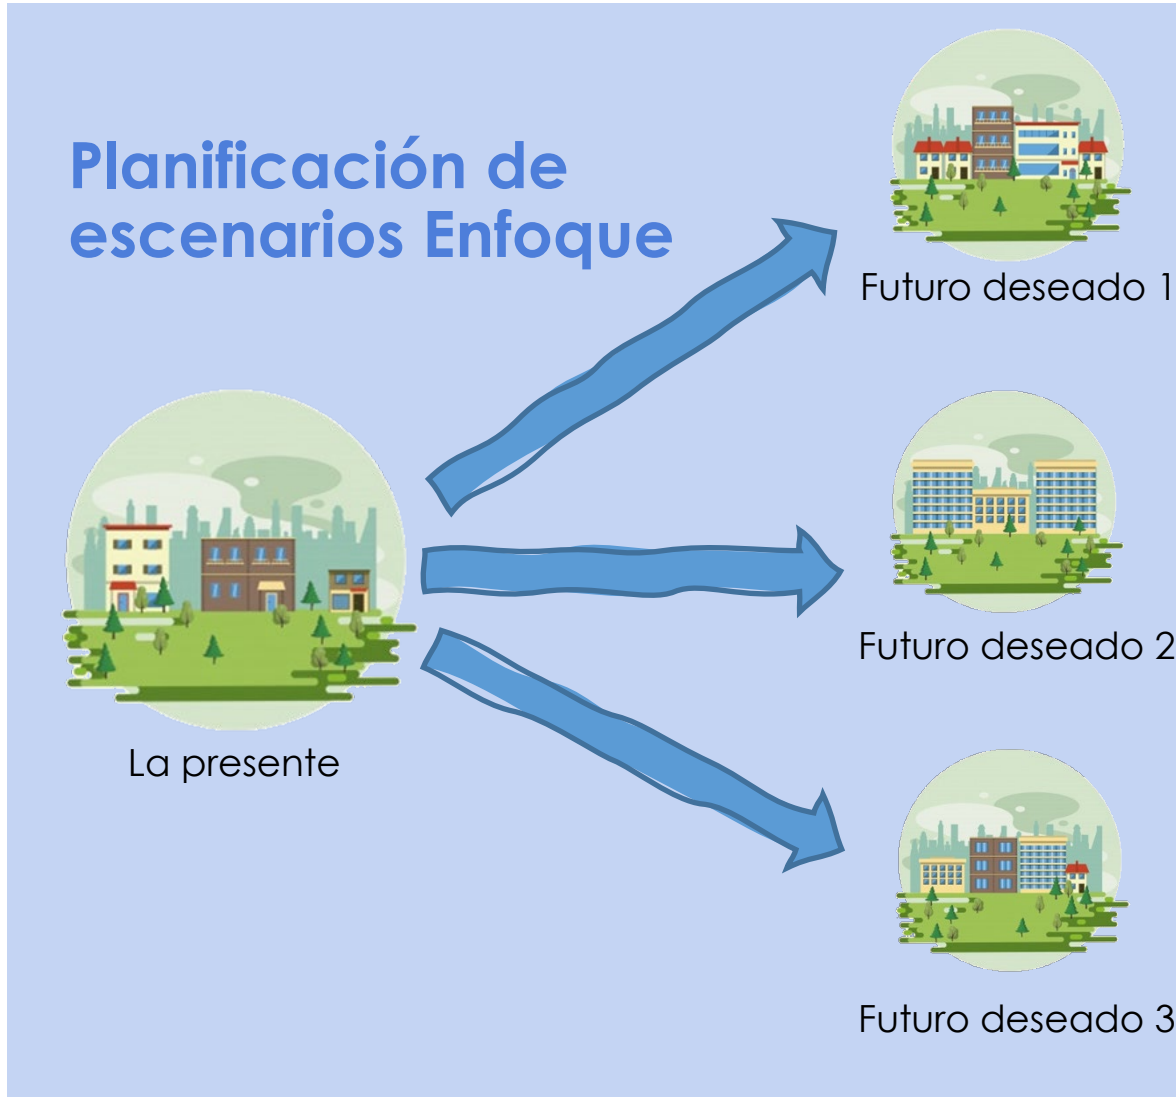 Planificación de
escenarios Enfoque
Futuro deseado 1
Futuro deseado 2
La presente
Futuro deseado 3